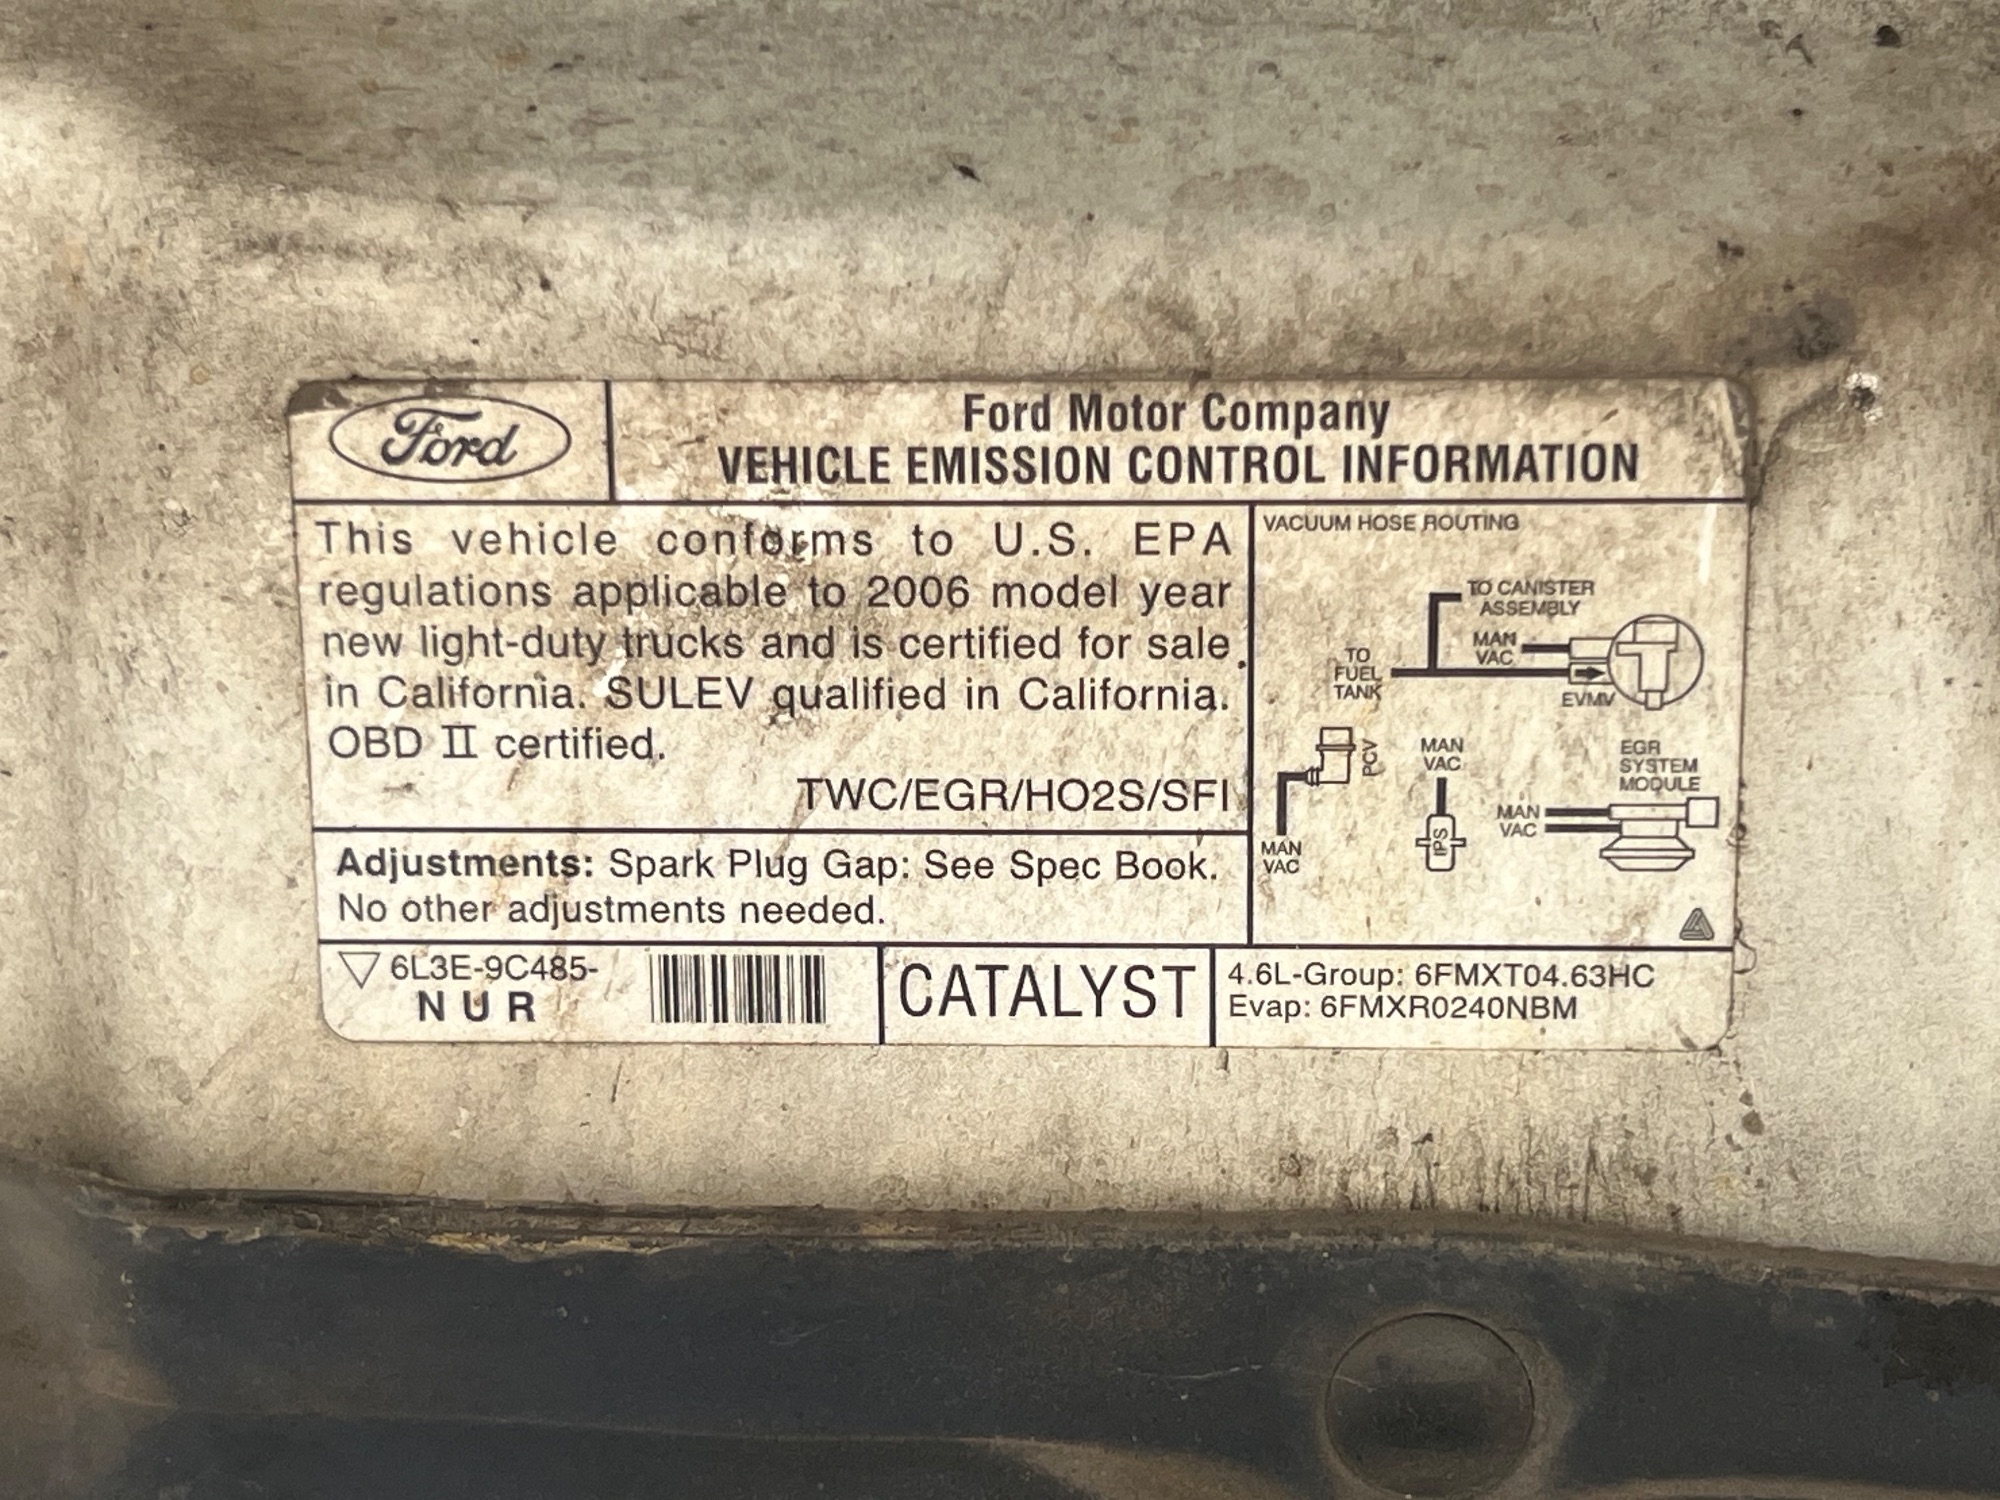 Ford
Ford Motor Company
VEHICLE EMISSION CONTROL INFORMATION
This vehicle conforms to U.S. EPA
regulations applicable to 2006 model year
new light-duty trucks and is certified for sale
in California. SULEV qualified in California.
OBD II certified.
TWC/EGR/HO2S/SFI
Adjustments: Spark Plug Gap: See Spec Book.
No other adjustments needed.
VACUUM HOSE ROUTING
TO CANISTER
ASSEMBLY
MAN
VAC
TO
FUEL
TANK
EVMV
PCV
MAN
VAC
MAN
VAC
IPS
EGR
SYSTEM
MODULE
MAN
VAC
6L3E-9C485-
NUR
CATALYST
4.6L-Group: 6FMXT04.63HC
Evap: 6FMXR0240NBM